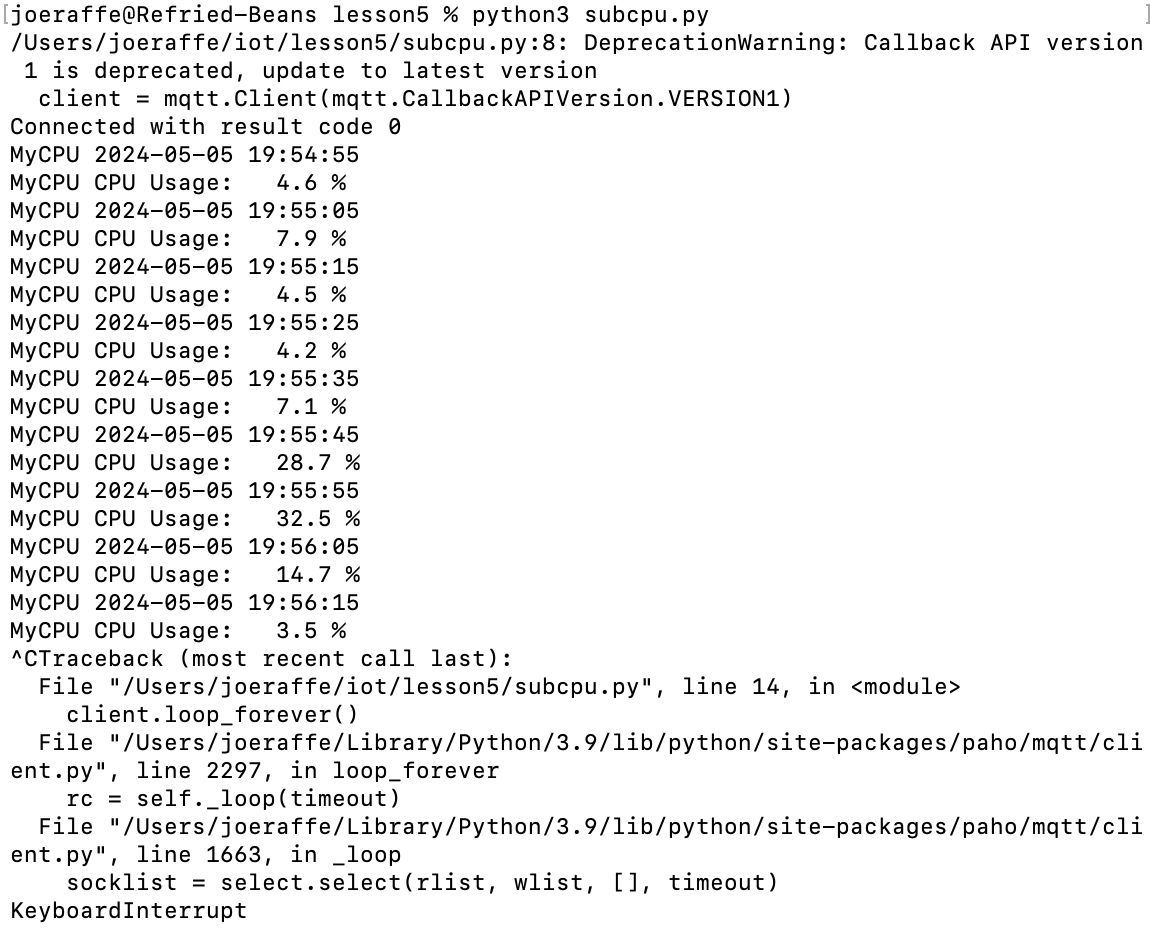 [joeraffe@Refried-Beans lesson5 % python3 subcpu.py ]
/Users/joeraffe/iot/lesson5/subcpu.py:8: DeprecationWarning: Callback API version
 1 is deprecated, update to latest version
  client = mqtt.Client(mqtt.CallbackAPIVersion.VERSION1)
Connected with result code 0
MyCPU 2024-05-05 19:54:55
MyCPU CPU Usage:   4.6 %
MyCPU 2024-05-05 19:55:05
MyCPU CPU Usage:   7.9 %
MyCPU 2024-05-05 19:55:15
MyCPU CPU Usage:   4.5 %
MyCPU 2024-05-05 19:55:25
MyCPU CPU Usage:   4.2 %
MyCPU 2024-05-05 19:55:35
MyCPU CPU Usage:   7.1 %
MyCPU 2024-05-05 19:55:45
MyCPU CPU Usage:   28.7 %
MyCPU 2024-05-05 19:55:55
MyCPU CPU Usage:   32.5 %
MyCPU 2024-05-05 19:56:05
MyCPU CPU Usage:   14.7 %
MyCPU 2024-05-05 19:56:15
MyCPU CPU Usage:   3.5 %
^CTraceback (most recent call last):
  File "/Users/joeraffe/iot/lesson5/subcpu.py", line 14, in <module>
    client.loop_forever()
  File "/Users/joeraffe/Library/Python/3.9/lib/python/site-packages/paho/mqtt/cli
ent.py", line 2297, in loop_forever
    rc = self._loop(timeout)
  File "/Users/joeraffe/Library/Python/3.9/lib/python/site-packages/paho/mqtt/cli
ent.py", line 1663, in _loop
    socklist = select.select(rlist, wlist, [], timeout)
KeyboardInterrupt